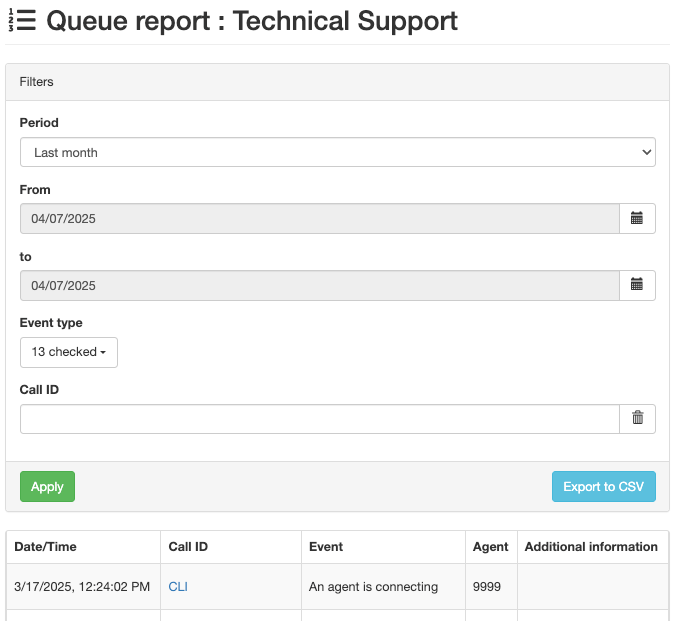 Queue report : Technical Support
Filters
Period
Last month
From
04/07/2025
to
04/07/2025
Event type
13 checked
Call ID
Apply
Export to CSV
Date/Time Call ID Event Agent Additional information
3/17/2025, 12:24:02 PM CLI An agent is connecting 9999